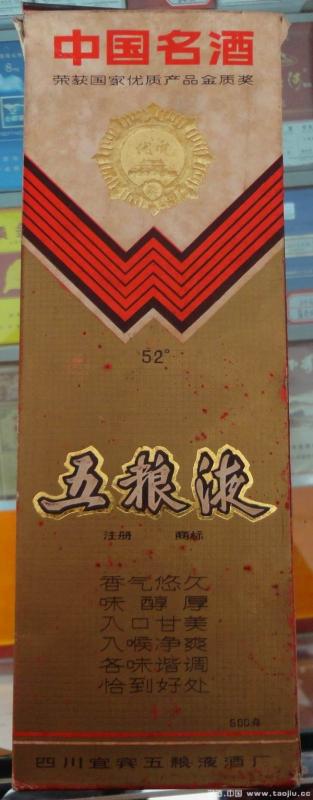 中国名酒
荣获国家优质产品金质奖
52°
五粮液
注册 商标
香气悠久
味醇厚
入口甘美
入喉净爽
各味谐调
恰到好处
500克
四川宜宾五粮液酒厂
www.taojiu.cc